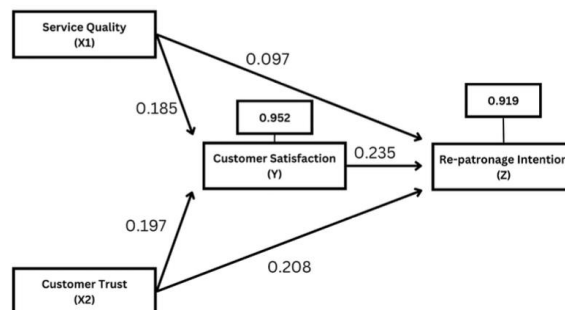 Service Quality
(X1)
0.097
0.185
0.952
0.919
Customer Satisfaction
(Y)
0.235
Re-patronage Intention
(Z)
0.197
0.208
Customer Trust
(X2)